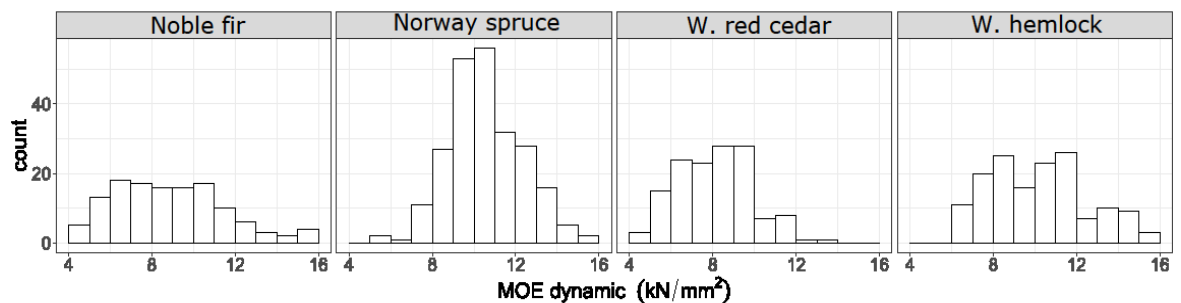 Noble fir
Norway spruce
W. red cedar
W. hemlock
count
40
20
0
4 8 12 16
4 8 12 16
4 8 12 16
4 8 12 16
MOE dynamic (kN/mm²)